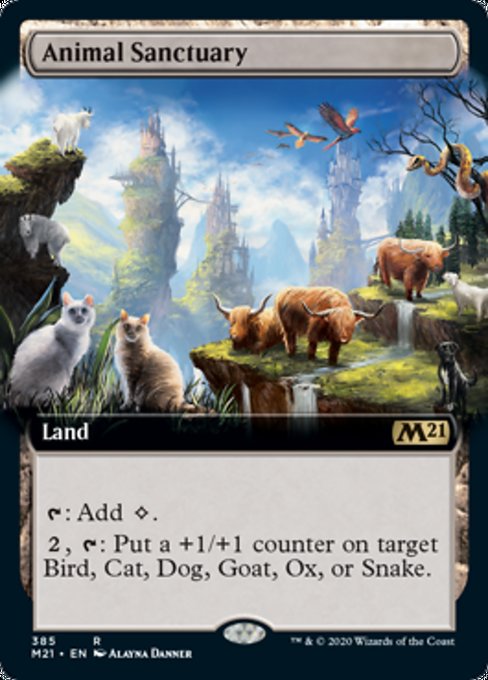 Animal Sanctuary
Land
M21
: Add .
2, : Put a +1/+1 counter on target
Bird, Cat, Dog, Goat, Ox, or Snake.
385 R
M21 • EN Alayna Danner
™ & © 2020 Wizards of the Coast